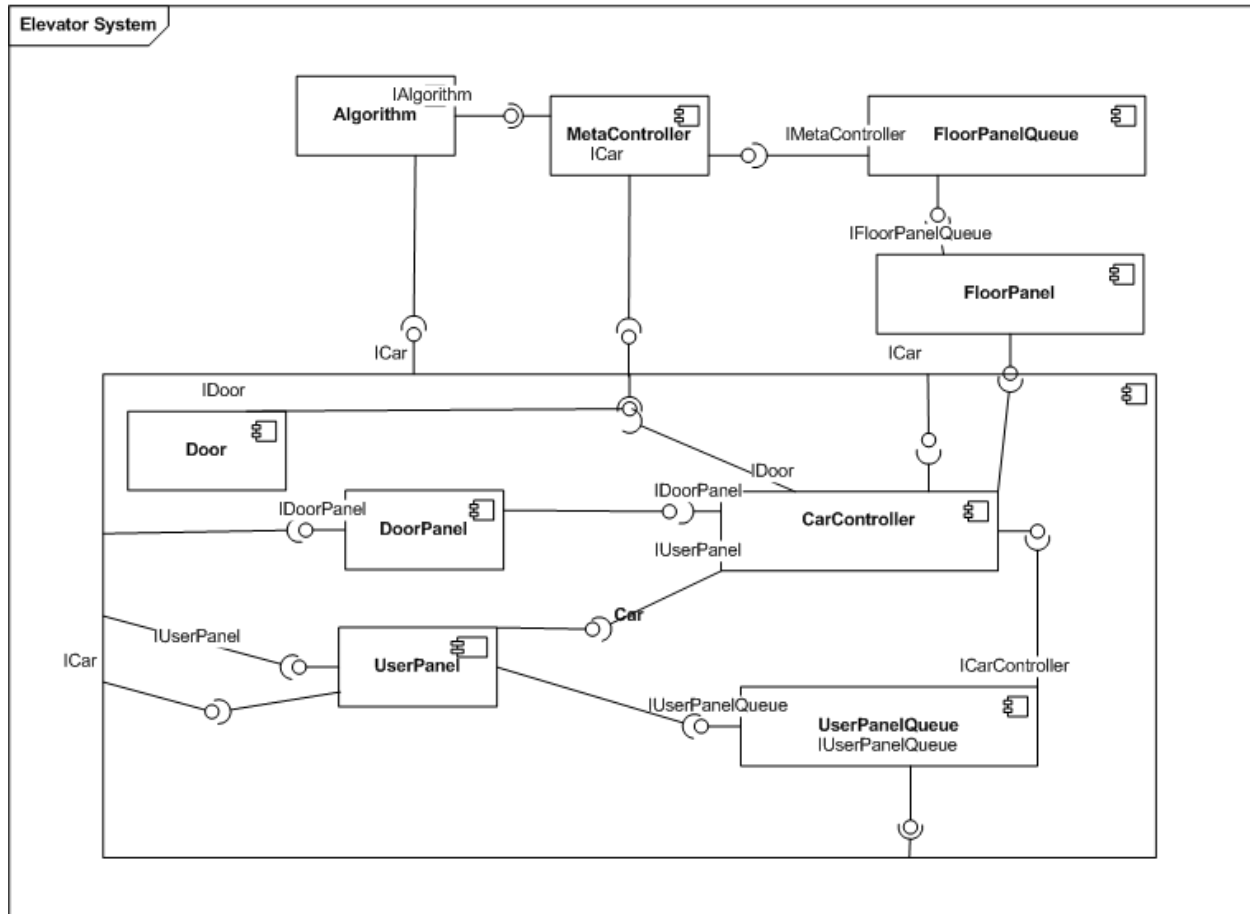 Elevator System
IAlgorithm
Algorithm
MetaController
ICar
IMetaController
FloorPanelQueue
IFloorPanelQueue
FloorPanel
ICar
ICar
IDoor
Door
IDoor
IDoorPanel
DoorPanel
IDoorPanel
CarController
IUserPanel
Car
IUserPanel
ICar
UserPanel
ICarController
IUserPanelQueue
UserPanelQueue
IUserPanelQueue